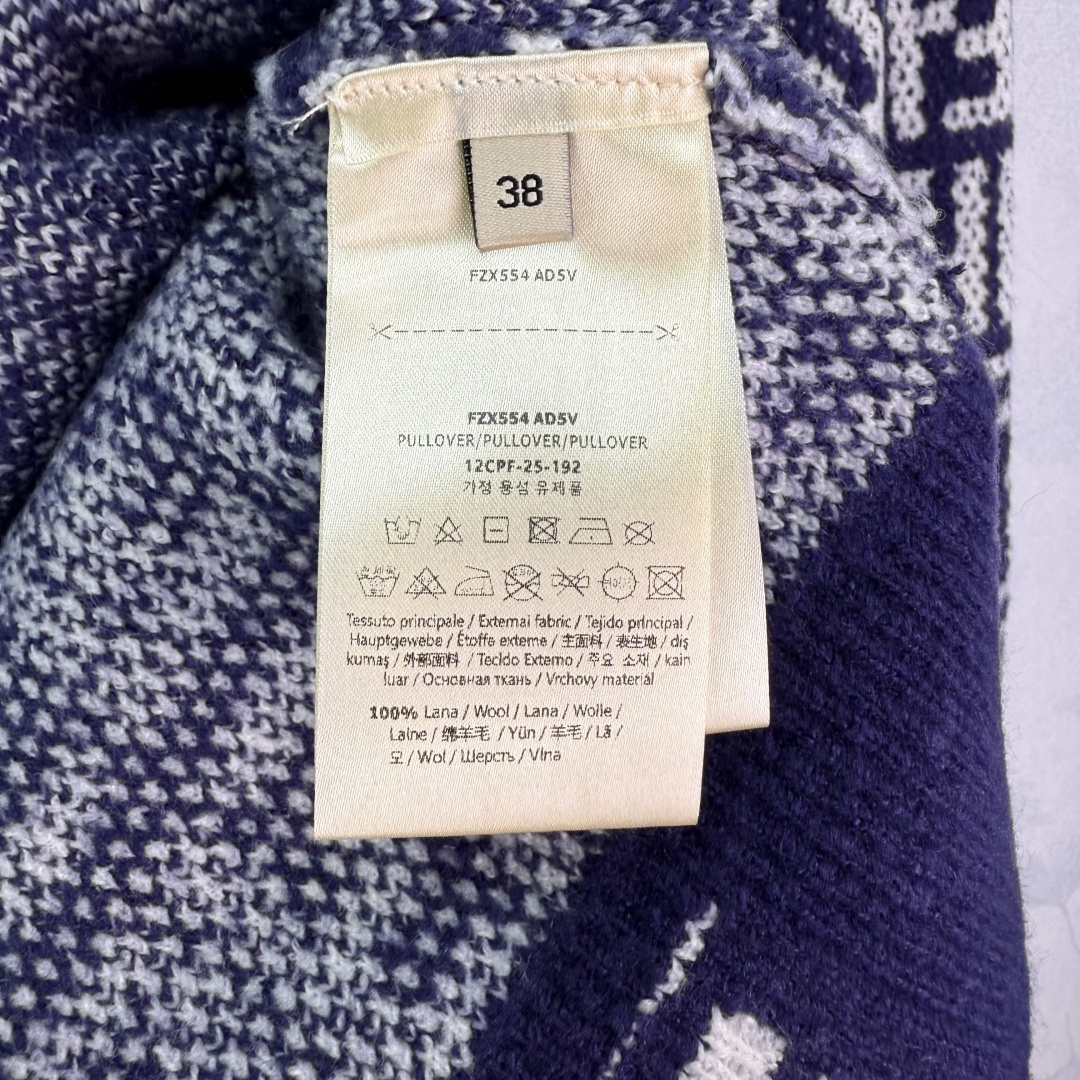 38
FZX554 AD5V
FZX554 AD5V
PULLOVER/PULLOVER/PULLOVER
12CPF-25-192
가정 용섬 유제 품
Tessuto principale / External fabric / Tejido principal /
Hauptgewebe / Étoffe externe / 主面料 / 表生地 / dış
kumaş / 外部面料 / Tecido Externo / 주요 소재 / kain
luar / Основная ткань / Vrchovy materiál
100% Lana / Wool / Lana / Wolle /
Laine / 绵羊毛 / Yün / 羊毛 / Lã /
모 / Wol / Шерсть / Vlna